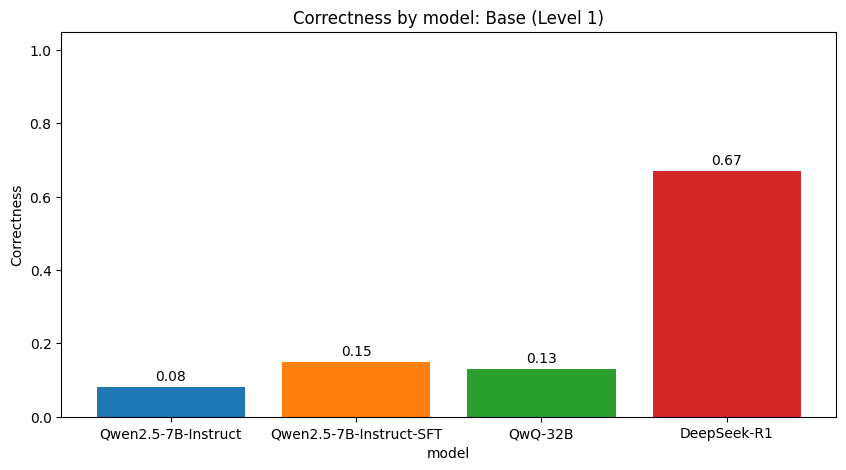 Correctness by model: Base (Level 1)
Correctness
1.0
0.8
0.6
0.4
0.2
0.0
0.08
0.15
0.13
0.67
Qwen2.5-7B-Instruct
Qwen2.5-7B-Instruct-SFT
QwQ-32B
DeepSeek-R1
model